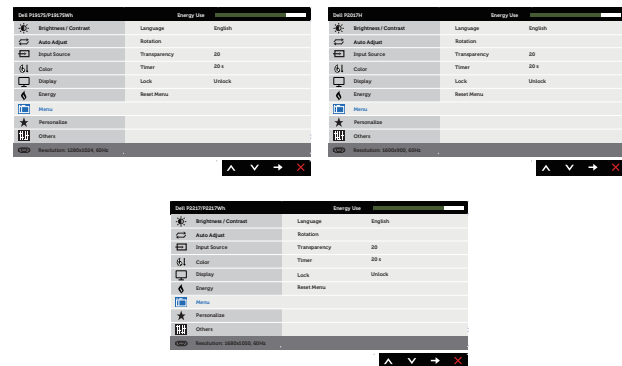 Dell P1917S/P1917SWh Energy Use
Brightness / Contrast Language English
Auto Adjust Rotation
Input Source Transparency 20
Color Timer 20 s
Display Lock Unlock
Energy Reset Menu
Menu
Personalize
Others
Resolution: 1280x1024, 60Hz
Dell P2017H Energy Use
Brightness / Contrast Language English
Auto Adjust Rotation
Input Source Transparency 20
Color Timer 20 s
Display Lock Unlock
Energy Reset Menu
Menu
Personalize
Others
Resolution: 1600x900, 60Hz
Dell P2217/P2217Wh Energy Use
Brightness / Contrast Language English
Auto Adjust Rotation
Input Source Transparency 20
Color Timer 20 s
Display Lock Unlock
Energy Reset Menu
Menu
Personalize
Others
Resolution: 1680x1050, 60Hz